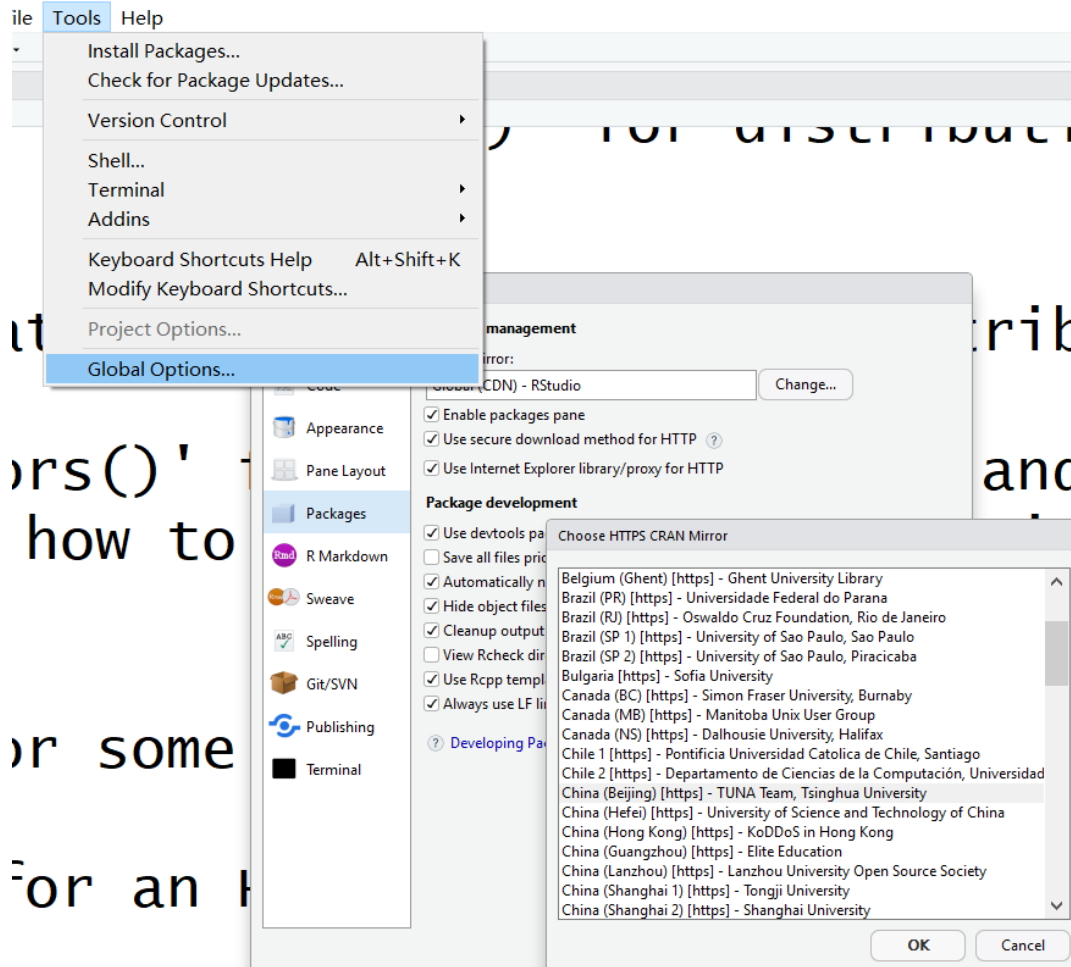 ile Tools Help
Install Packages...
Check for Package Updates...
Version Control
Shell...
Terminal
Addins
Keyboard Shortcuts Help Alt+Shift+K
Modify Keyboard Shortcuts...
Project Options...
Global Options...
) for distributi
at
trib
ors()' f
and
how to
or some
for an H
management
irror:
Global (CDN) - RStudio
Change...
Enable packages pane
Use secure download method for HTTP ?
Use Internet Explorer library/proxy for HTTP
Package development
Use devtools pa
Save all files prio
Automatically n
Hide object files
Cleanup output
View Rcheck dir
Use Rcpp templ
Always use LF li
? Developing Pac
Code
Appearance
Pane Layout
Packages
Rmd R Markdown
Sweave
ABC Spelling
Git/SVN
Publishing
Terminal
Choose HTTPS CRAN Mirror
Belgium (Ghent) [https] - Ghent University Library
Brazil (PR) [https] - Universidade Federal do Parana
Brazil (RJ) [https] - Oswaldo Cruz Foundation, Rio de Janeiro
Brazil (SP 1) [https] - University of Sao Paulo, Sao Paulo
Brazil (SP 2) [https] - University of Sao Paulo, Piracicaba
Bulgaria [https] - Sofia University
Canada (BC) [https] - Simon Fraser University, Burnaby
Canada (MB) [https] - Manitoba Unix User Group
Canada (NS) [https] - Dalhousie University, Halifax
Chile 1 [https] - Pontificia Universidad Catolica de Chile, Santiago
Chile 2 [https] - Departamento de Ciencias de la Computación, Universidad
China (Beijing) [https] - TUNA Team, Tsinghua University
China (Hefei) [https] - University of Science and Technology of China
China (Hong Kong) [https] - KoDDoS in Hong Kong
China (Guangzhou) [https] - Elite Education
China (Lanzhou) [https] - Lanzhou University Open Source Society
China (Shanghai 1) [https] - Tongji University
China (Shanghai 2) [https] - Shanghai University
OK Cancel